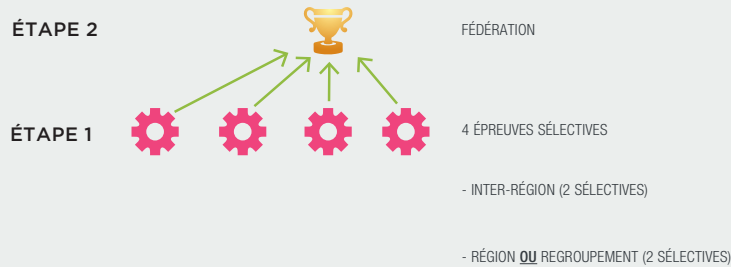 ÉTAPE 2
FÉDÉRATION
ÉTAPE 1
4 ÉPREUVES SÉLECTIVES
- INTER-RÉGION (2 SÉLECTIVES)
- RÉGION OU REGROUPEMENT (2 SÉLECTIVES)